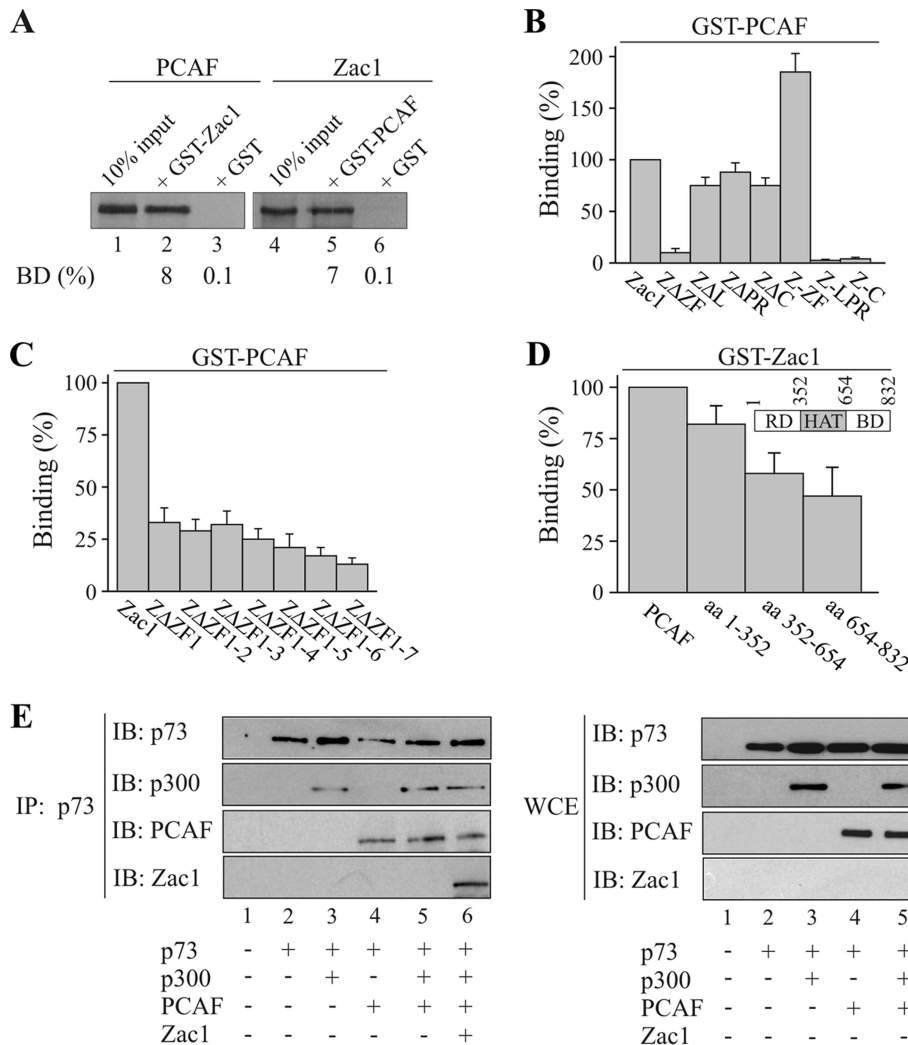 A
PCAF Zac1
10% input + GST-Zac1 + GST 10% input + GST-PCAF + GST
1 2 3 4 5 6
BD (%) 8 0.1 7 0.1
B
GST-PCAF
Binding (%)
200
150
100
50
0
Zac1 ZΔZF ZΔL ZΔPR ZΔC Z-ZF Z-LPR Z-C
C
GST-PCAF
Binding (%)
100
75
50
25
0
Zac1 ZΔZF1 ZΔZF1-2 ZΔZF1-3 ZΔZF1-4 ZΔZF1-5 ZΔZF1-6 ZΔZF1-7
D
GST-Zac1
Binding (%)
100
75
50
25
0
1 352 654 832
RD HAT BD
PCAF aa 1-352 aa 352-654 aa 654-832
E
IP: p73
IB: p73
IB: p300
IB: PCAF
IB: Zac1
1 2 3 4 5 6
p73 - + + + + +
p300 - - + - + +
PCAF - - - + + +
Zac1 - - - - - +
WCE
IB: p73
IB: p300
IB: PCAF
IB: Zac1
1 2 3 4 5
p73 - + + + +
p300 - - + - +
PCAF - - - + +
Zac1 - - - - -